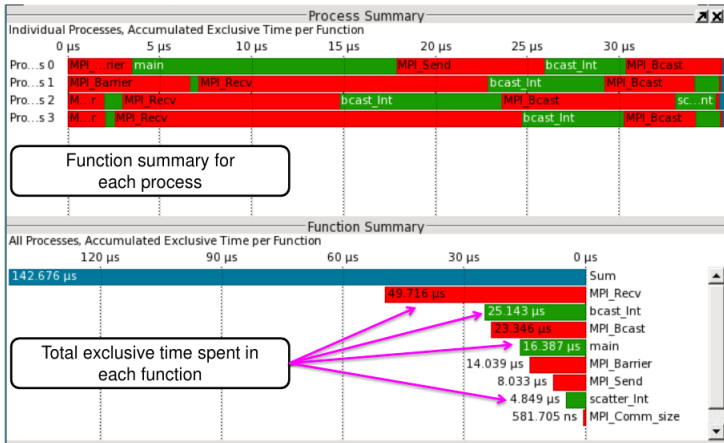 Process Summary
Individual Processes, Accumulated Exclusive Time per Function
0 µs 5 µs 10 µs 15 µs 20 µs 25 µs 30 µs
Pro...s 0 MPI_...rier main MPI_Send bcast_Int MPI_Bcast
Pro...s 1 MPI_Barrier MPI_Recv bcast_Int MPI_Bcast
Pro...s 2 M...r MPI_Recv bcast_Int MPI_Bcast sc...nt
Pro...s 3 M...r MPI_Recv bcast_Int MPI_Bcast
Function summary for
each process
Function Summary
All Processes, Accumulated Exclusive Time per Function
120 µs 90 µs 60 µs 30 µs 0 µs
142.676 µs Sum
49.716 µs MPI_Recv
25.143 µs bcast_Int
23.346 µs MPI_Bcast
16.387 µs main
14.039 µs MPI_Barrier
8.033 µs MPI_Send
4.849 µs scatter_Int
581.705 ns MPI_Comm_size
Total exclusive time spent in
each function